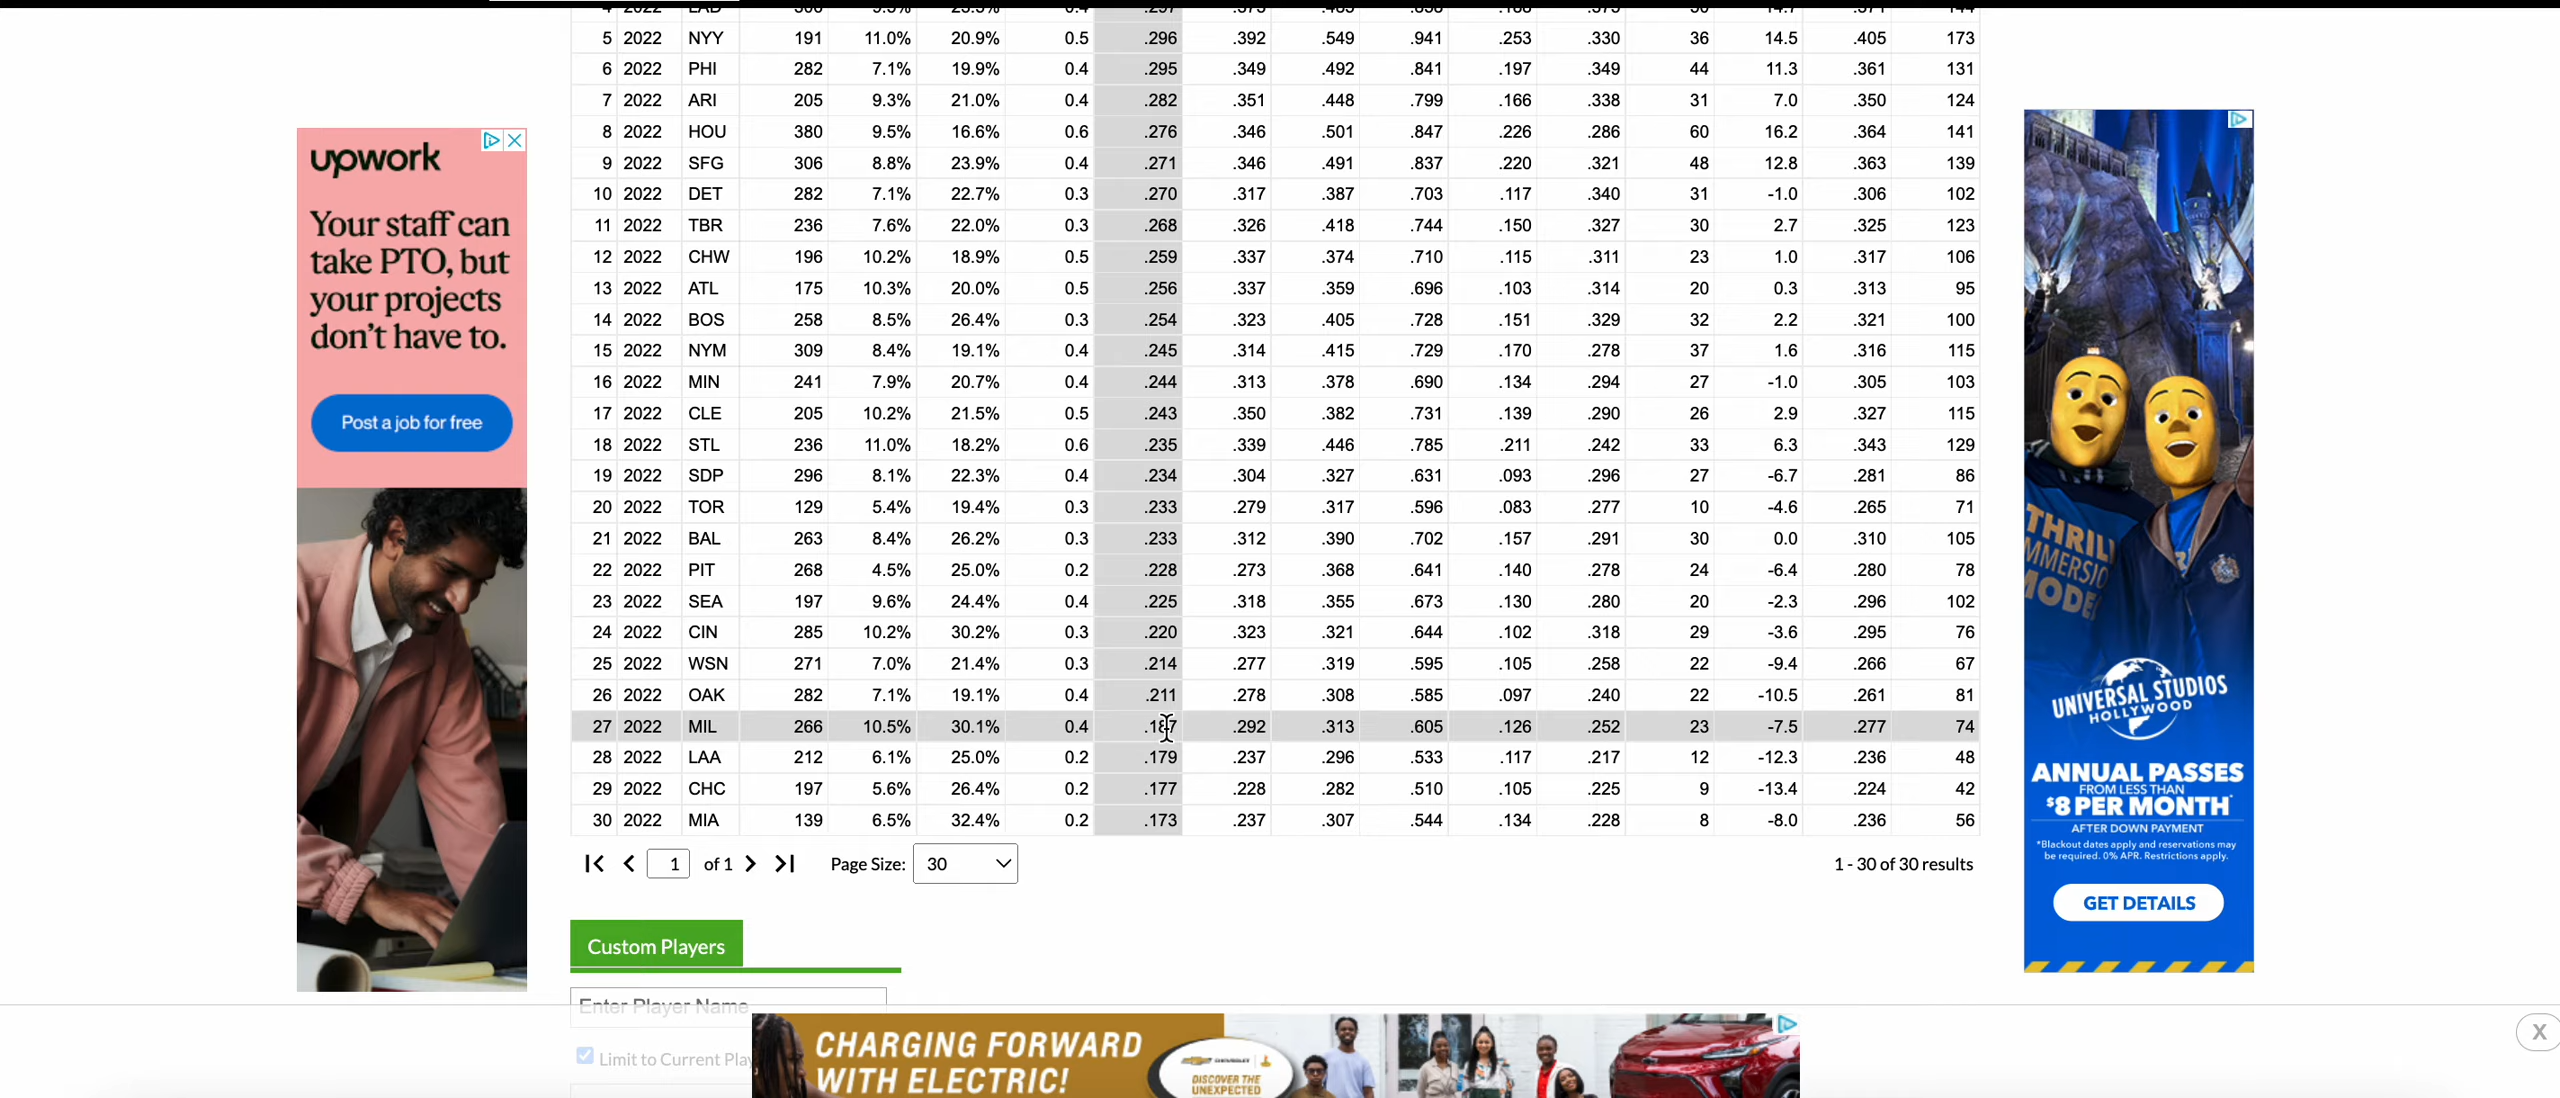 5 2022 NYY 191 11.0% 20.9% 0.5 .296 .392 .549 .941 .253 .330 36 14.5 .405 173
6 2022 PHI 282 7.1% 19.9% 0.4 .295 .349 .492 .841 .197 .349 44 11.3 .361 131
7 2022 ARI 205 9.3% 21.0% 0.4 .282 .351 .448 .799 .166 .338 31 7.0 .350 124
8 2022 HOU 380 9.5% 16.6% 0.6 .276 .346 .501 .847 .226 .286 60 16.2 .364 141
9 2022 SFG 306 8.8% 23.9% 0.4 .271 .346 .491 .837 .220 .321 48 12.8 .363 139
10 2022 DET 282 7.1% 22.7% 0.3 .270 .317 .387 .703 .117 .340 31 -1.0 .306 102
11 2022 TBR 236 7.6% 22.0% 0.3 .268 .326 .418 .744 .150 .327 30 2.7 .325 123
12 2022 CHW 196 10.2% 18.9% 0.5 .259 .337 .374 .710 .115 .311 23 1.0 .317 106
13 2022 ATL 175 10.3% 20.0% 0.5 .256 .337 .359 .696 .103 .314 20 0.3 .313 95
14 2022 BOS 258 8.5% 26.4% 0.3 .254 .323 .405 .728 .151 .329 32 2.2 .321 100
15 2022 NYM 309 8.4% 19.1% 0.4 .245 .314 .415 .729 .170 .278 37 1.6 .316 115
16 2022 MIN 241 7.9% 20.7% 0.4 .244 .313 .378 .690 .134 .294 27 -1.0 .305 103
17 2022 CLE 205 10.2% 21.5% 0.5 .243 .350 .382 .731 .139 .290 26 2.9 .327 115
18 2022 STL 236 11.0% 18.2% 0.6 .235 .339 .446 .785 .211 .242 33 6.3 .343 129
19 2022 SDP 296 8.1% 22.3% 0.4 .234 .304 .327 .631 .093 .296 27 -6.7 .281 86
20 2022 TOR 129 5.4% 19.4% 0.3 .233 .279 .317 .596 .083 .277 10 -4.6 .265 71
21 2022 BAL 263 8.4% 26.2% 0.3 .233 .312 .390 .702 .157 .291 30 0.0 .310 105
22 2022 PIT 268 4.5% 25.0% 0.2 .228 .273 .368 .641 .140 .278 24 -6.4 .280 78
23 2022 SEA 197 9.6% 24.4% 0.4 .225 .318 .355 .673 .130 .280 20 -2.3 .296 102
24 2022 CIN 285 10.2% 30.2% 0.3 .220 .323 .321 .644 .102 .318 29 -3.6 .295 76
25 2022 WSN 271 7.0% 21.4% 0.3 .214 .277 .319 .595 .105 .258 22 -9.4 .266 67
26 2022 OAK 282 7.1% 19.1% 0.4 .211 .278 .308 .585 .097 .240 22 -10.5 .261 81
27 2022 MIL 266 10.5% 30.1% 0.4 .187 .292 .313 .605 .126 .252 23 -7.5 .277 74
28 2022 LAA 212 6.1% 25.0% 0.2 .179 .237 .296 .533 .117 .217 12 -12.3 .236 48
29 2022 CHC 197 5.6% 26.4% 0.2 .177 .228 .282 .510 .105 .225 9 -13.4 .224 42
30 2022 MIA 139 6.5% 32.4% 0.2 .173 .237 .307 .544 .134 .228 8 -8.0 .236 56
1 of 1 Page Size: 30 1 - 30 of 30 results
Custom Players
Enter Player Name
Limit to Current Play
upwork
Your staff can
take PTO, but
your projects
don't have to.
Post a job for free
THRIL
MMERSIO
MODE
UNIVERSAL STUDIOS
HOLLYWOOD
ANNUAL PASSES
FROM LESS THAN
$8 PER MONTH*
AFTER DOWN PAYMENT
*Blackout dates apply and reservations may
be required. 0% APR. Restrictions apply.
GET DETAILS
CHARGING FORWARD
WITH ELECTRIC!
CHEVROLET
DISCOVER THE
UNEXPECTED
X